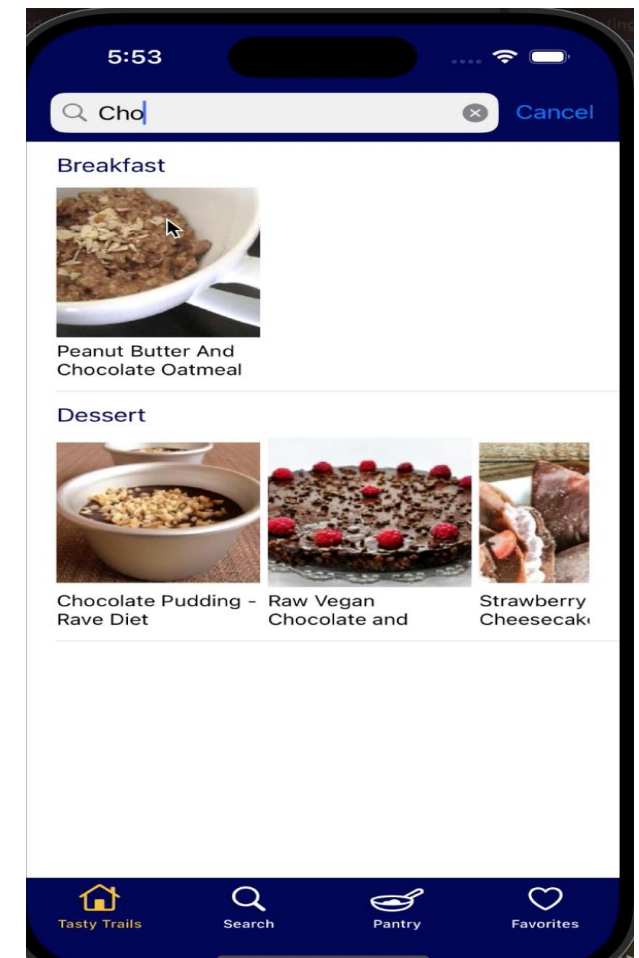 5:53
Cho
Cancel
Breakfast
Peanut Butter And
Chocolate Oatmeal
Dessert
Chocolate Pudding -
Rave Diet
Raw Vegan
Chocolate and
Strawberry
Cheesecak
Tasty Trails
Search
Pantry
Favorites